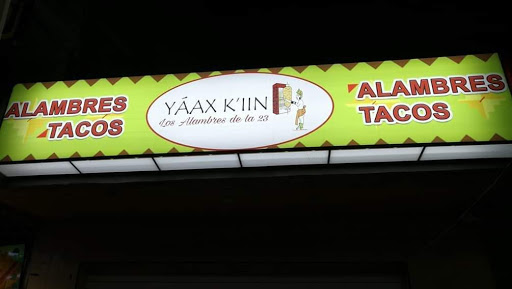 ALAMBRES
TACOS
YÁAX K'IIN
Los Alambres de la 23
ALAMBRES
TACOS